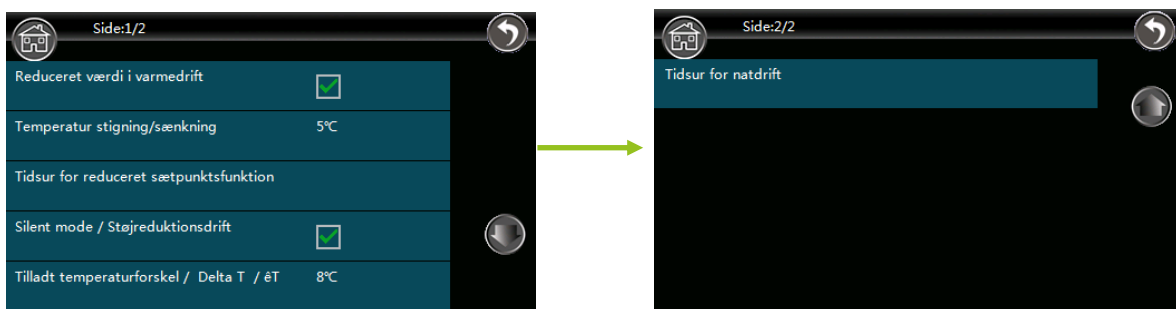 Side:1/2
Reduceret værdi i varmedrift
Temperatur stigning/sænkning 5℃
Tidsur for reduceret sætpunktsfunktion
Silent mode / Støjreduktionsdrift
Tilladt temperaturforskel / Delta T / êT 8℃
Side:2/2
Tidsur for natdrift